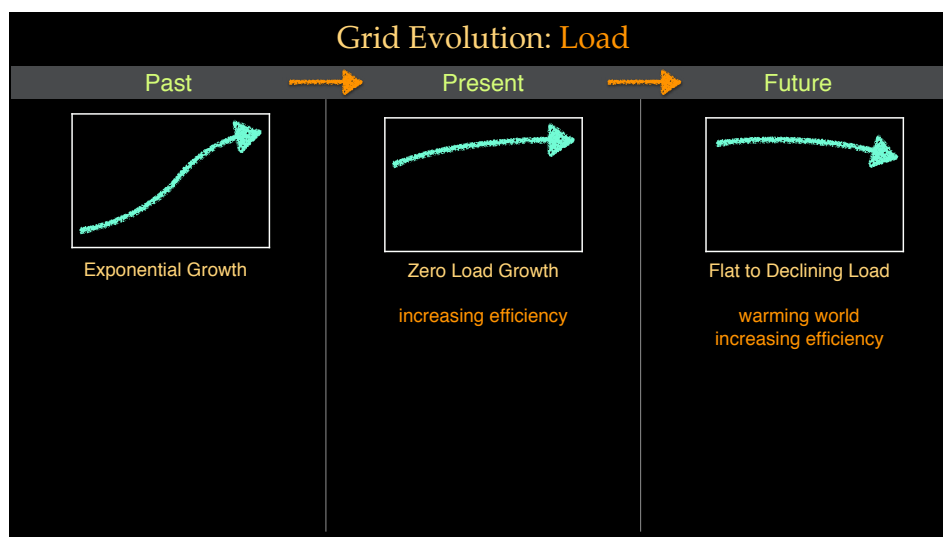 Grid Evolution: Load
Past
Present
Future
Exponential Growth
Zero Load Growth
increasing efficiency
Flat to Declining Load
warming world
increasing efficiency